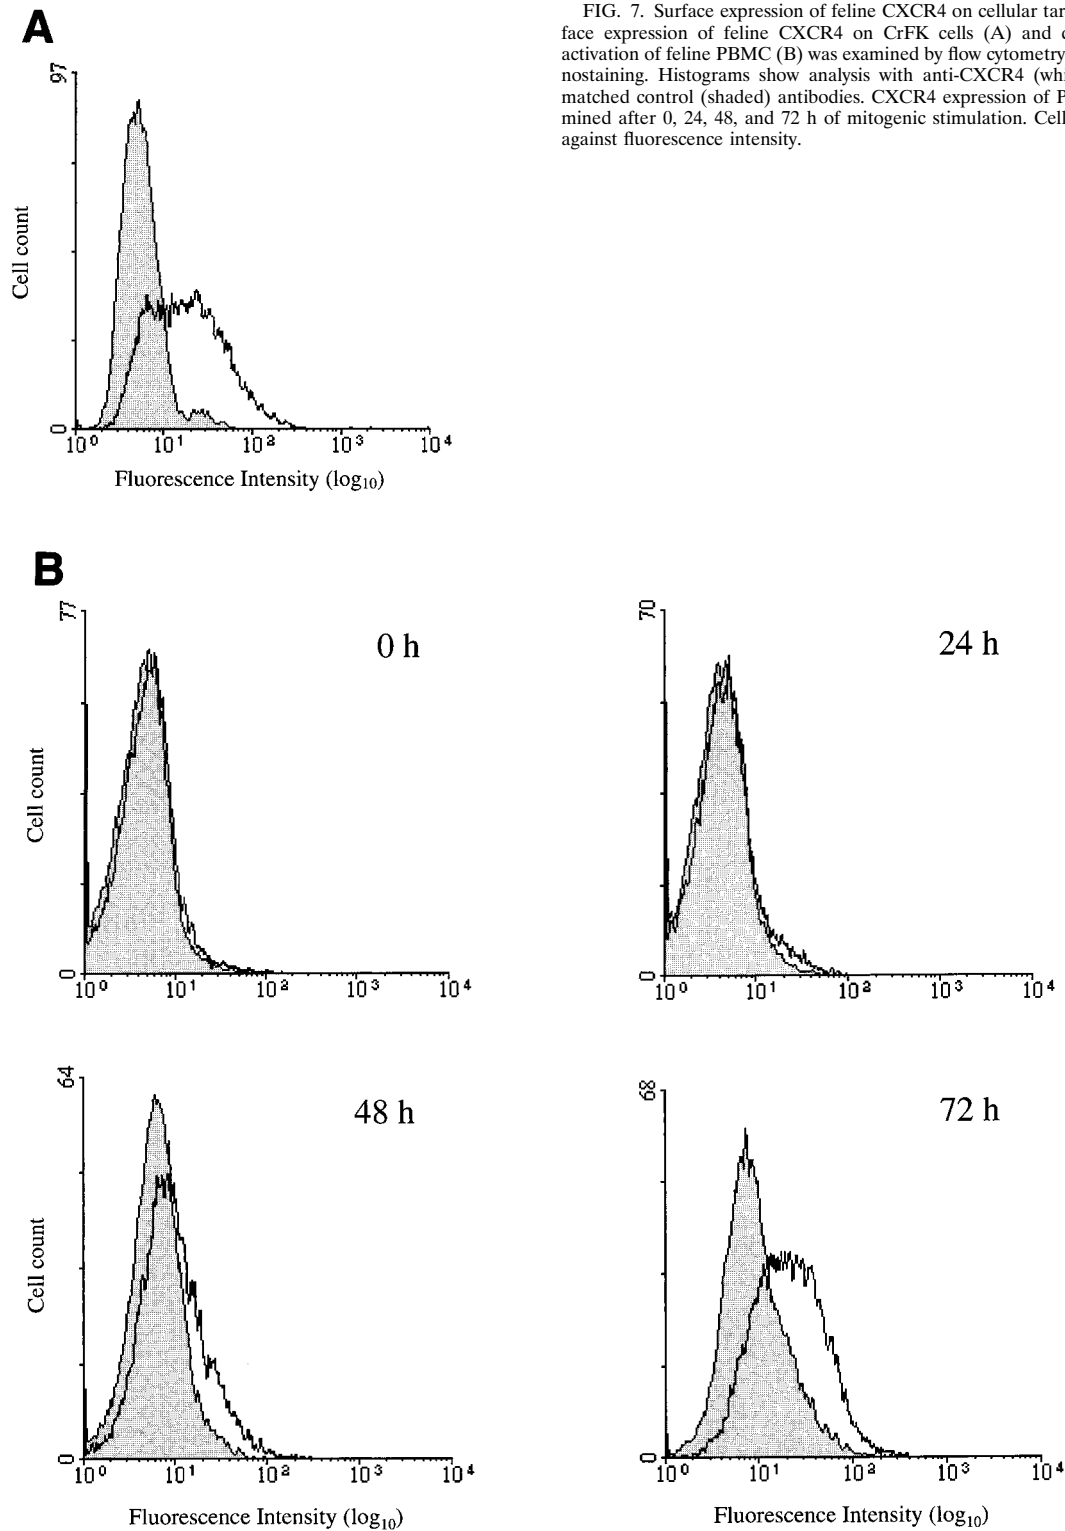 A
FIG. 7. Surface expression of feline CXCR4 on cellular tar
face expression of feline CXCR4 on CrFK cells (A) and
activation of feline PBMC (B) was examined by flow cytometry
nostaining. Histograms show analysis with anti-CXCR4 (whi
matched control (shaded) antibodies. CXCR4 expression of P
mined after 0, 24, 48, and 72 h of mitogenic stimulation. Cell
against fluorescence intensity.
97
Cell count
0
10⁰ 10¹ 10² 10³ 10⁴
Fluorescence Intensity (log₁₀)
B
77
0 h
Cell count
0
10⁰ 10¹ 10² 10³ 10⁴
70
24 h
0
10⁰ 10¹ 10² 10³ 10⁴
64
48 h
Cell count
0
10⁰ 10¹ 10² 10³ 10⁴
Fluorescence Intensity (log₁₀)
68
72 h
0
10⁰ 10¹ 10² 10³ 10⁴
Fluorescence Intensity (log₁₀)